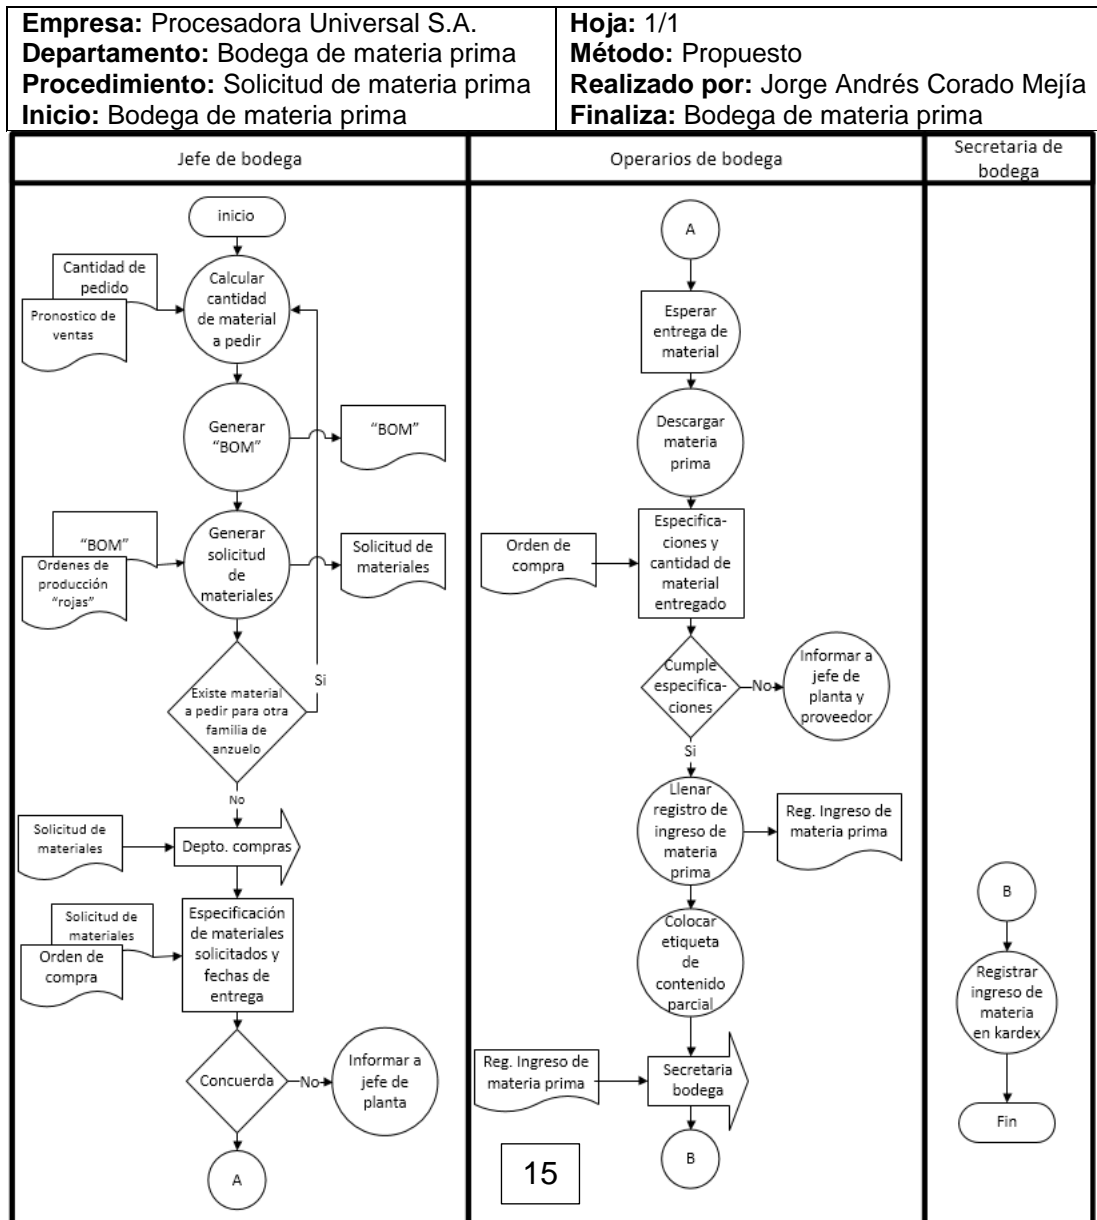 Empresa: Procesadora Universal S.A.
Departamento: Bodega de materia prima
Procedimiento: Solicitud de materia prima
Inicio: Bodega de materia prima
Hoja: 1/1
Método: Propuesto
Realizado por: Jorge Andrés Corado Mejía
Finaliza: Bodega de materia prima
Jefe de bodega
inicio
Cantidad de
pedido
Pronostico de
ventas
Calcular
cantidad
de material
a pedir
Generar
“BOM”
“BOM”
“BOM”
Ordenes de
producción
“rojas”
Generar
solicitud
de
materiales
Solicitud de
materiales
Existe material
a pedir para otra
familia de
anzuelo
Si
No
Solicitud de
materiales
Depto. compras
Solicitud de
materiales
Orden de
compra
Especificación
de materiales
solicitados y
fechas de
entrega
Concuerda
No
Informar a
jefe de
planta
A
Operarios de bodega
A
Esperar
entrega de
material
Descargar
materia
prima
Orden de
compra
Especifica-
ciones y
cantidad de
material
entregado
Cumple
especifica-
ciones
No
Informar a
jefe de
planta y
proveedor
Si
Llenar
registro de
ingreso de
materia
prima
Reg. Ingreso de
materia prima
Colocar
etiqueta
de
contenido
parcial
Reg. Ingreso de
materia prima
Secretaria
bodega
B
15
Secretaria de
bodega
B
Registrar
ingreso de
materia
en kardex
Fin